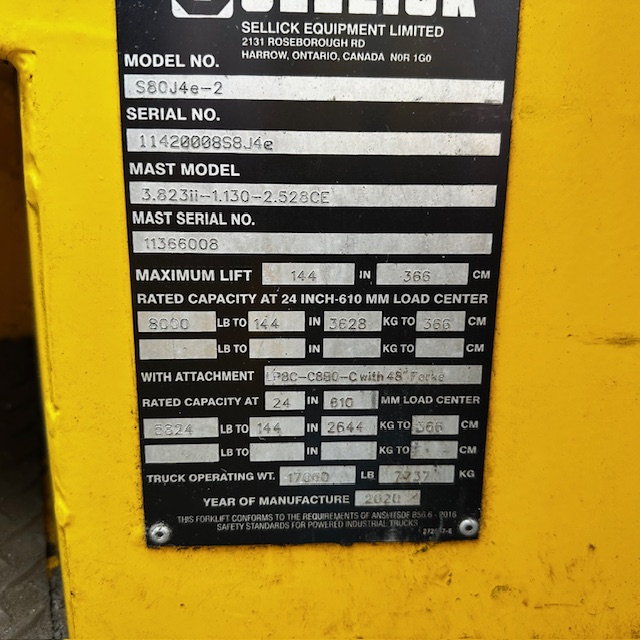 SELLICK
SELLICK EQUIPMENT LIMITED
2131 ROSEBOROUGH RD
HARROW, ONTARIO, CANADA N0R 1G0
MODEL NO.
S80J4e-2
SERIAL NO.
11420008S8J4e
MAST MODEL
3.823ii-1.130-2.528CE
MAST SERIAL NO.
11366008
MAXIMUM LIFT 144 IN 366 CM
RATED CAPACITY AT 24 INCH-610 MM LOAD CENTER
8000 LB TO 144 IN 3628 KG TO 366 CM
LB TO IN KG TO CM
WITH ATTACHMENT LP8C-C880-C with 48" Forks
RATED CAPACITY AT 24 IN 610 MM LOAD CENTER
LB TO 144 IN 2644 KG TO 366 CM
LB TO IN KG TO CM
TRUCK OPERATING WT. LB KG
YEAR OF MANUFACTURE 2020
THIS FORKLIFT CONFORMS TO THE REQUIREMENTS OF ANSI/ITSDF B56.6 - 2016
SAFETY STANDARDS FOR POWERED INDUSTRIAL TRUCKS